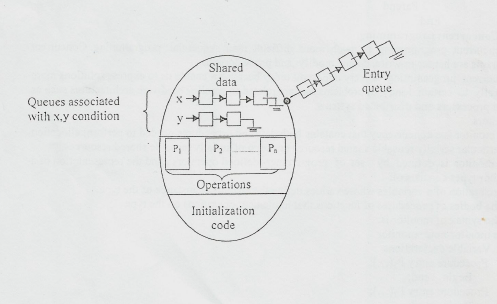 Shared
data
Entry
queue
Queues associated
with x,y condition
x
y
P1
P2
Pn
Operations
Initialization
code